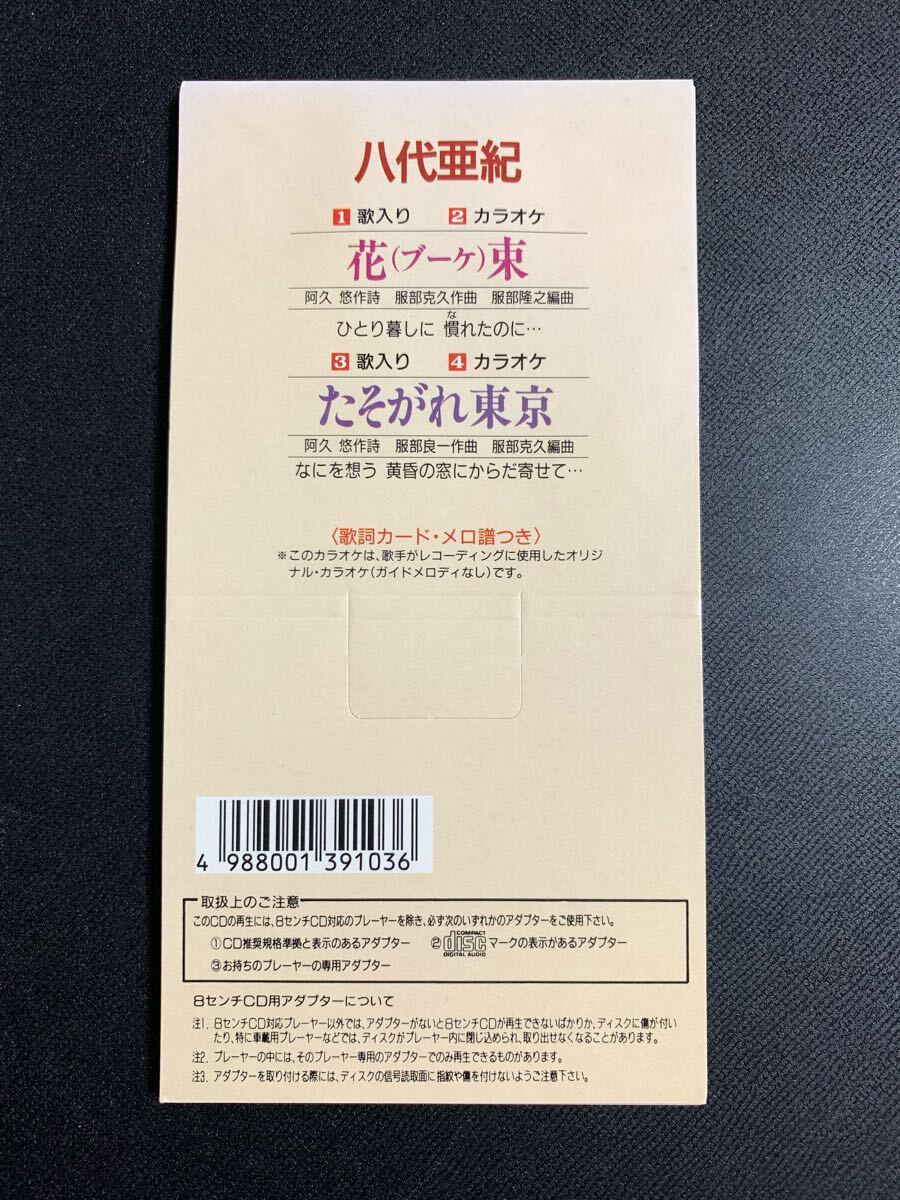 八代亜紀
1 歌入り 2 カラオケ
花(ブーケ)束
阿久 悠作詩 服部克久作曲 服部隆之編曲
な
ひとり暮しに 慣れたのに…
3 歌入り 4 カラオケ
たそがれ東京
阿久 悠作詩 服部良一作曲 服部克久編曲
なにを想う 黄昏の窓にからだ寄せて…
〈歌詞カード・メロ譜つき〉
※このカラオケは、歌手がレコーディングに使用したオリジ
ナル・カラオケ(ガイドメロディなし)です。
4 988001 391036
取扱上のご注意
このCDの再生には、8センチCD対応のプレーヤーを除き、必ず次のいずれかのアダプターをご使用下さい。
①CD推奨規格準拠と表示のあるアダプター ②COMPACT disc DIGITAL AUDIO マークの表示があるアダプター
③お持ちのプレーヤーの専用アダプター
8センチCD用アダプターについて
注1. 8センチCD対応プレーヤー以外では、アダプターがないと8センチCDが再生できないばかりか、ディスクに傷が付い
たり、特に車載用プレーヤーなどでは、ディスクがプレーヤー内に閉じ込められ、取り出せなくなることがあります。
注2. プレーヤーの中には、そのプレーヤー専用のアダプターでのみ再生できるものがあります。
注3. アダプターを取り付ける際には、ディスクの信号読取面に指紋や傷を付けないようご注意下さい。